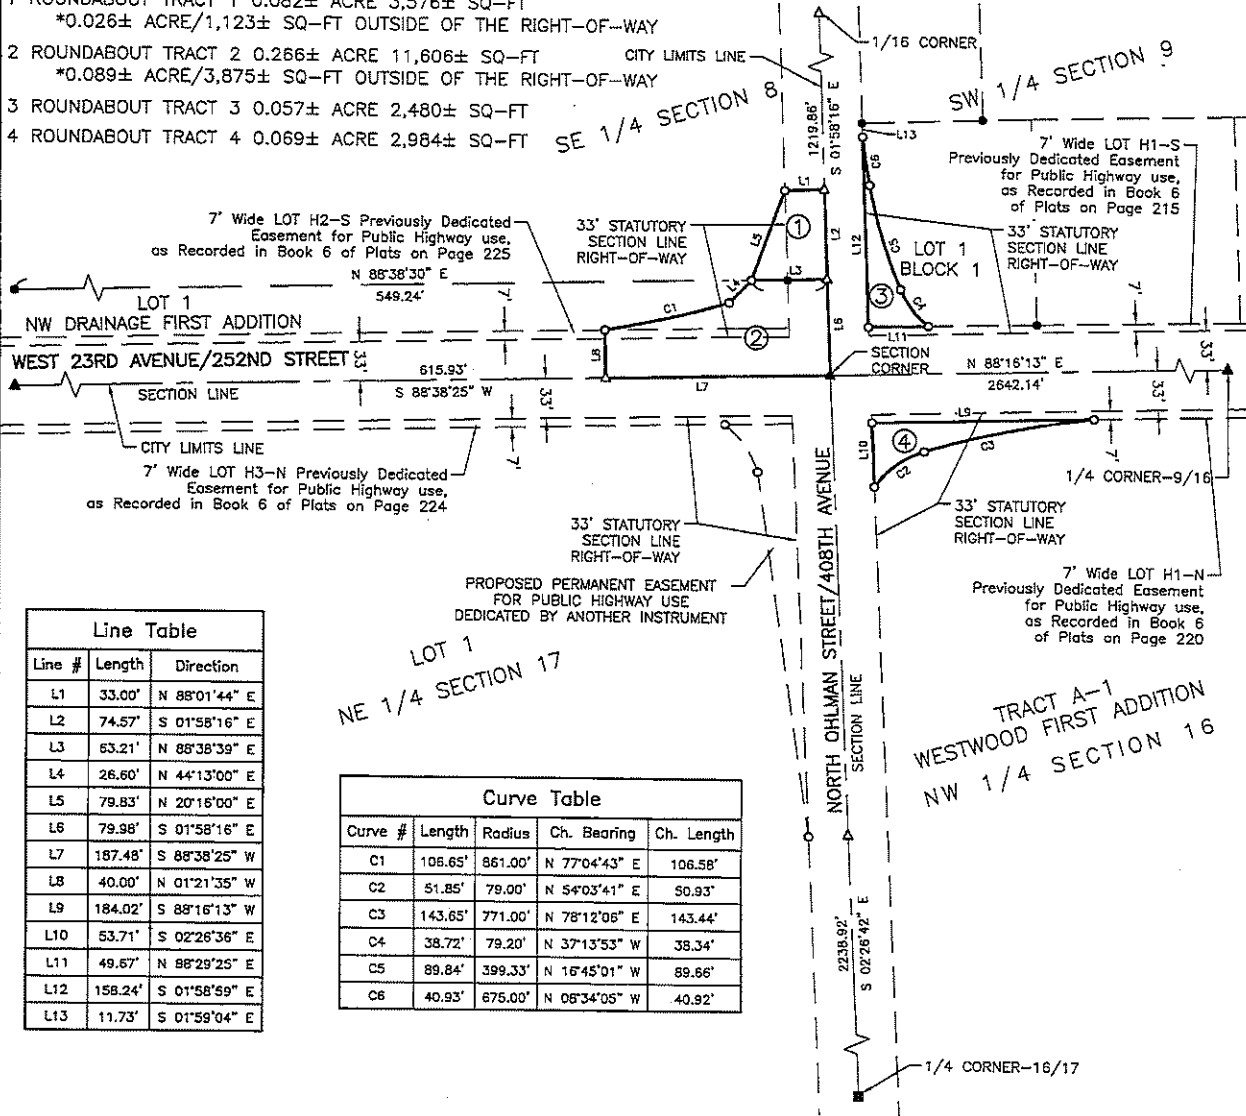 1 ROUNDABOUT TRACT 1 0.082± ACRE 3,576± SQ-FT
*0.026± ACRE/1,123± SQ-FT OUTSIDE OF THE RIGHT-OF-WAY
2 ROUNDABOUT TRACT 2 0.266± ACRE 11,606± SQ-FT
*0.089± ACRE/3,875± SQ-FT OUTSIDE OF THE RIGHT-OF-WAY
3 ROUNDABOUT TRACT 3 0.057± ACRE 2,480± SQ-FT
4 ROUNDABOUT TRACT 4 0.069± ACRE 2,984± SQ-FT
CITY LIMITS LINE
1/16 CORNER
SE 1/4 SECTION 8
SW 1/4 SECTION 9
1219.86'
S 01°58'16" E
L13
7' Wide LOT H1-S
Previously Dedicated Easement
for Public Highway use,
as Recorded in Book 6
of Plats on Page 215
33' STATUTORY
SECTION LINE
RIGHT-OF-WAY
7' Wide LOT H2-S Previously Dedicated
Easement for Public Highway use,
as Recorded in Book 6 of Plats on Page 225
33' STATUTORY
SECTION LINE
RIGHT-OF-WAY
L1
1
L5
L2
L3
L4
C1
2
L6
L8
L7
C6
L12
C5
LOT 1
BLOCK 1
3
C4
L11
N 88°38'30" E
549.24'
LOT 1
NW DRAINAGE FIRST ADDITION
7'
7'
WEST 23RD AVENUE/252ND STREET
33'
33'
SECTION LINE
615.93'
S 88°38'25" W
33'
SECTION
CORNER
N 88°16'13" E
2642.14'
33'
CITY LIMITS LINE
7'
7' Wide LOT H3-N Previously Dedicated
Easement for Public Highway use,
as Recorded in Book 6 of Plats on Page 224
L9
L10
4
C2
C3
7'
1/4 CORNER-9/16
33' STATUTORY
SECTION LINE
RIGHT-OF-WAY
33' STATUTORY
SECTION LINE
RIGHT-OF-WAY
PROPOSED PERMANENT EASEMENT
FOR PUBLIC HIGHWAY USE
DEDICATED BY ANOTHER INSTRUMENT
7' Wide LOT H1-N
Previously Dedicated Easement
for Public Highway use,
as Recorded in Book 6
of Plats on Page 220
LOT 1
NE 1/4 SECTION 17
NORTH OHLMAN STREET/408TH AVENUE
SECTION LINE
TRACT A-1
WESTWOOD FIRST ADDITION
NW 1/4 SECTION 16
2238.92'
S 02°26'42" E
1/4 CORNER-16/17
Line Table
Line # Length Direction
L1 33.00' N 88°01'44" E
L2 74.57' S 01°58'16" E
L3 63.21' N 88°38'39" E
L4 26.60' N 44°13'00" E
L5 79.83' N 20°16'00" E
L6 79.98' S 01°58'16" E
L7 187.48' S 88°38'25" W
L8 40.00' N 01°21'35" W
L9 184.02' S 88°16'13" W
L10 53.71' S 02°26'36" E
L11 49.67' N 88°29'25" E
L12 158.24' S 01°58'59" E
L13 11.73' S 01°59'04" E
Curve Table
Curve # Length Radius Ch. Bearing Ch. Length
C1 106.65' 861.00' N 77°04'43" E 106.58'
C2 51.85' 79.00' N 54°03'41" E 50.93'
C3 143.65' 771.00' N 78°12'06" E 143.44'
C4 38.72' 79.20' N 37°13'53" W 38.34'
C5 89.84' 399.33' N 16°45'01" W 89.66'
C6 40.93' 675.00' N 06°34'05" W 40.92'